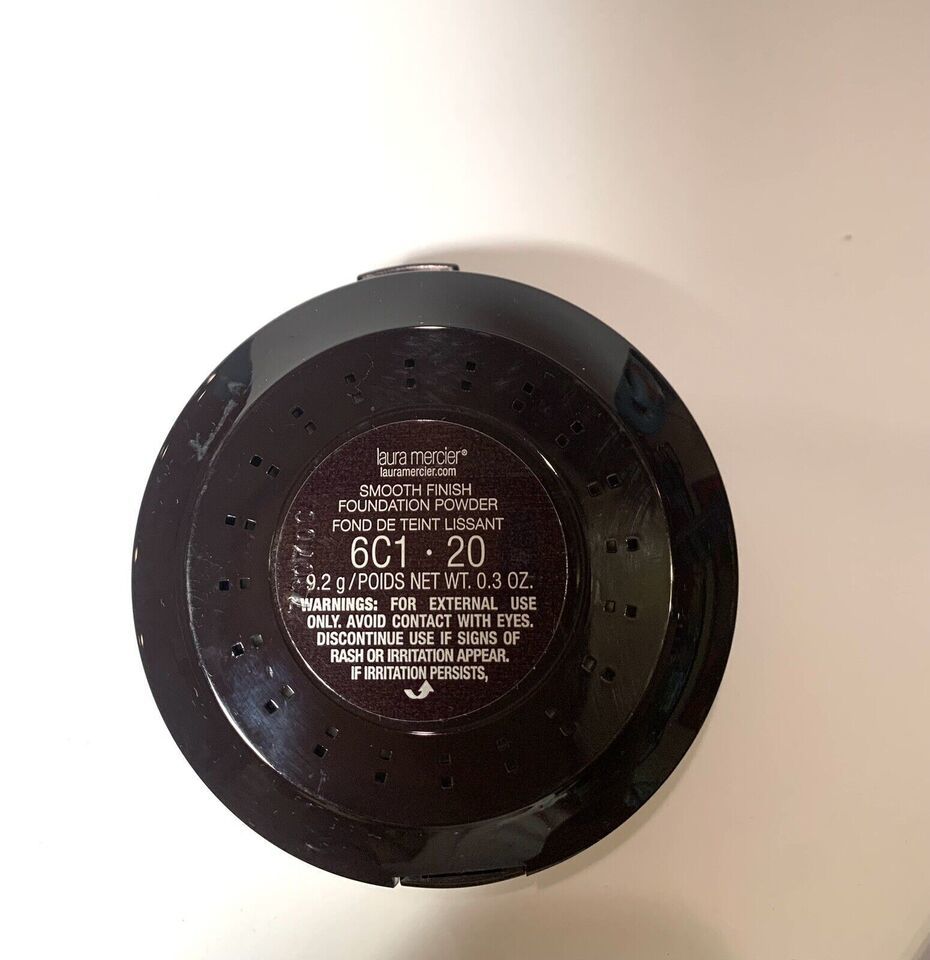 laura mercier®
lauramercier.com
SMOOTH FINISH
FOUNDATION POWDER
FOND DE TEINT LISSANT
6C1 · 20
9.2 g/POIDS NET WT. 0.3 OZ.
WARNINGS: FOR EXTERNAL USE
ONLY. AVOID CONTACT WITH EYES.
DISCONTINUE USE IF SIGNS OF
RASH OR IRRITATION APPEAR.
IF IRRITATION PERSISTS,